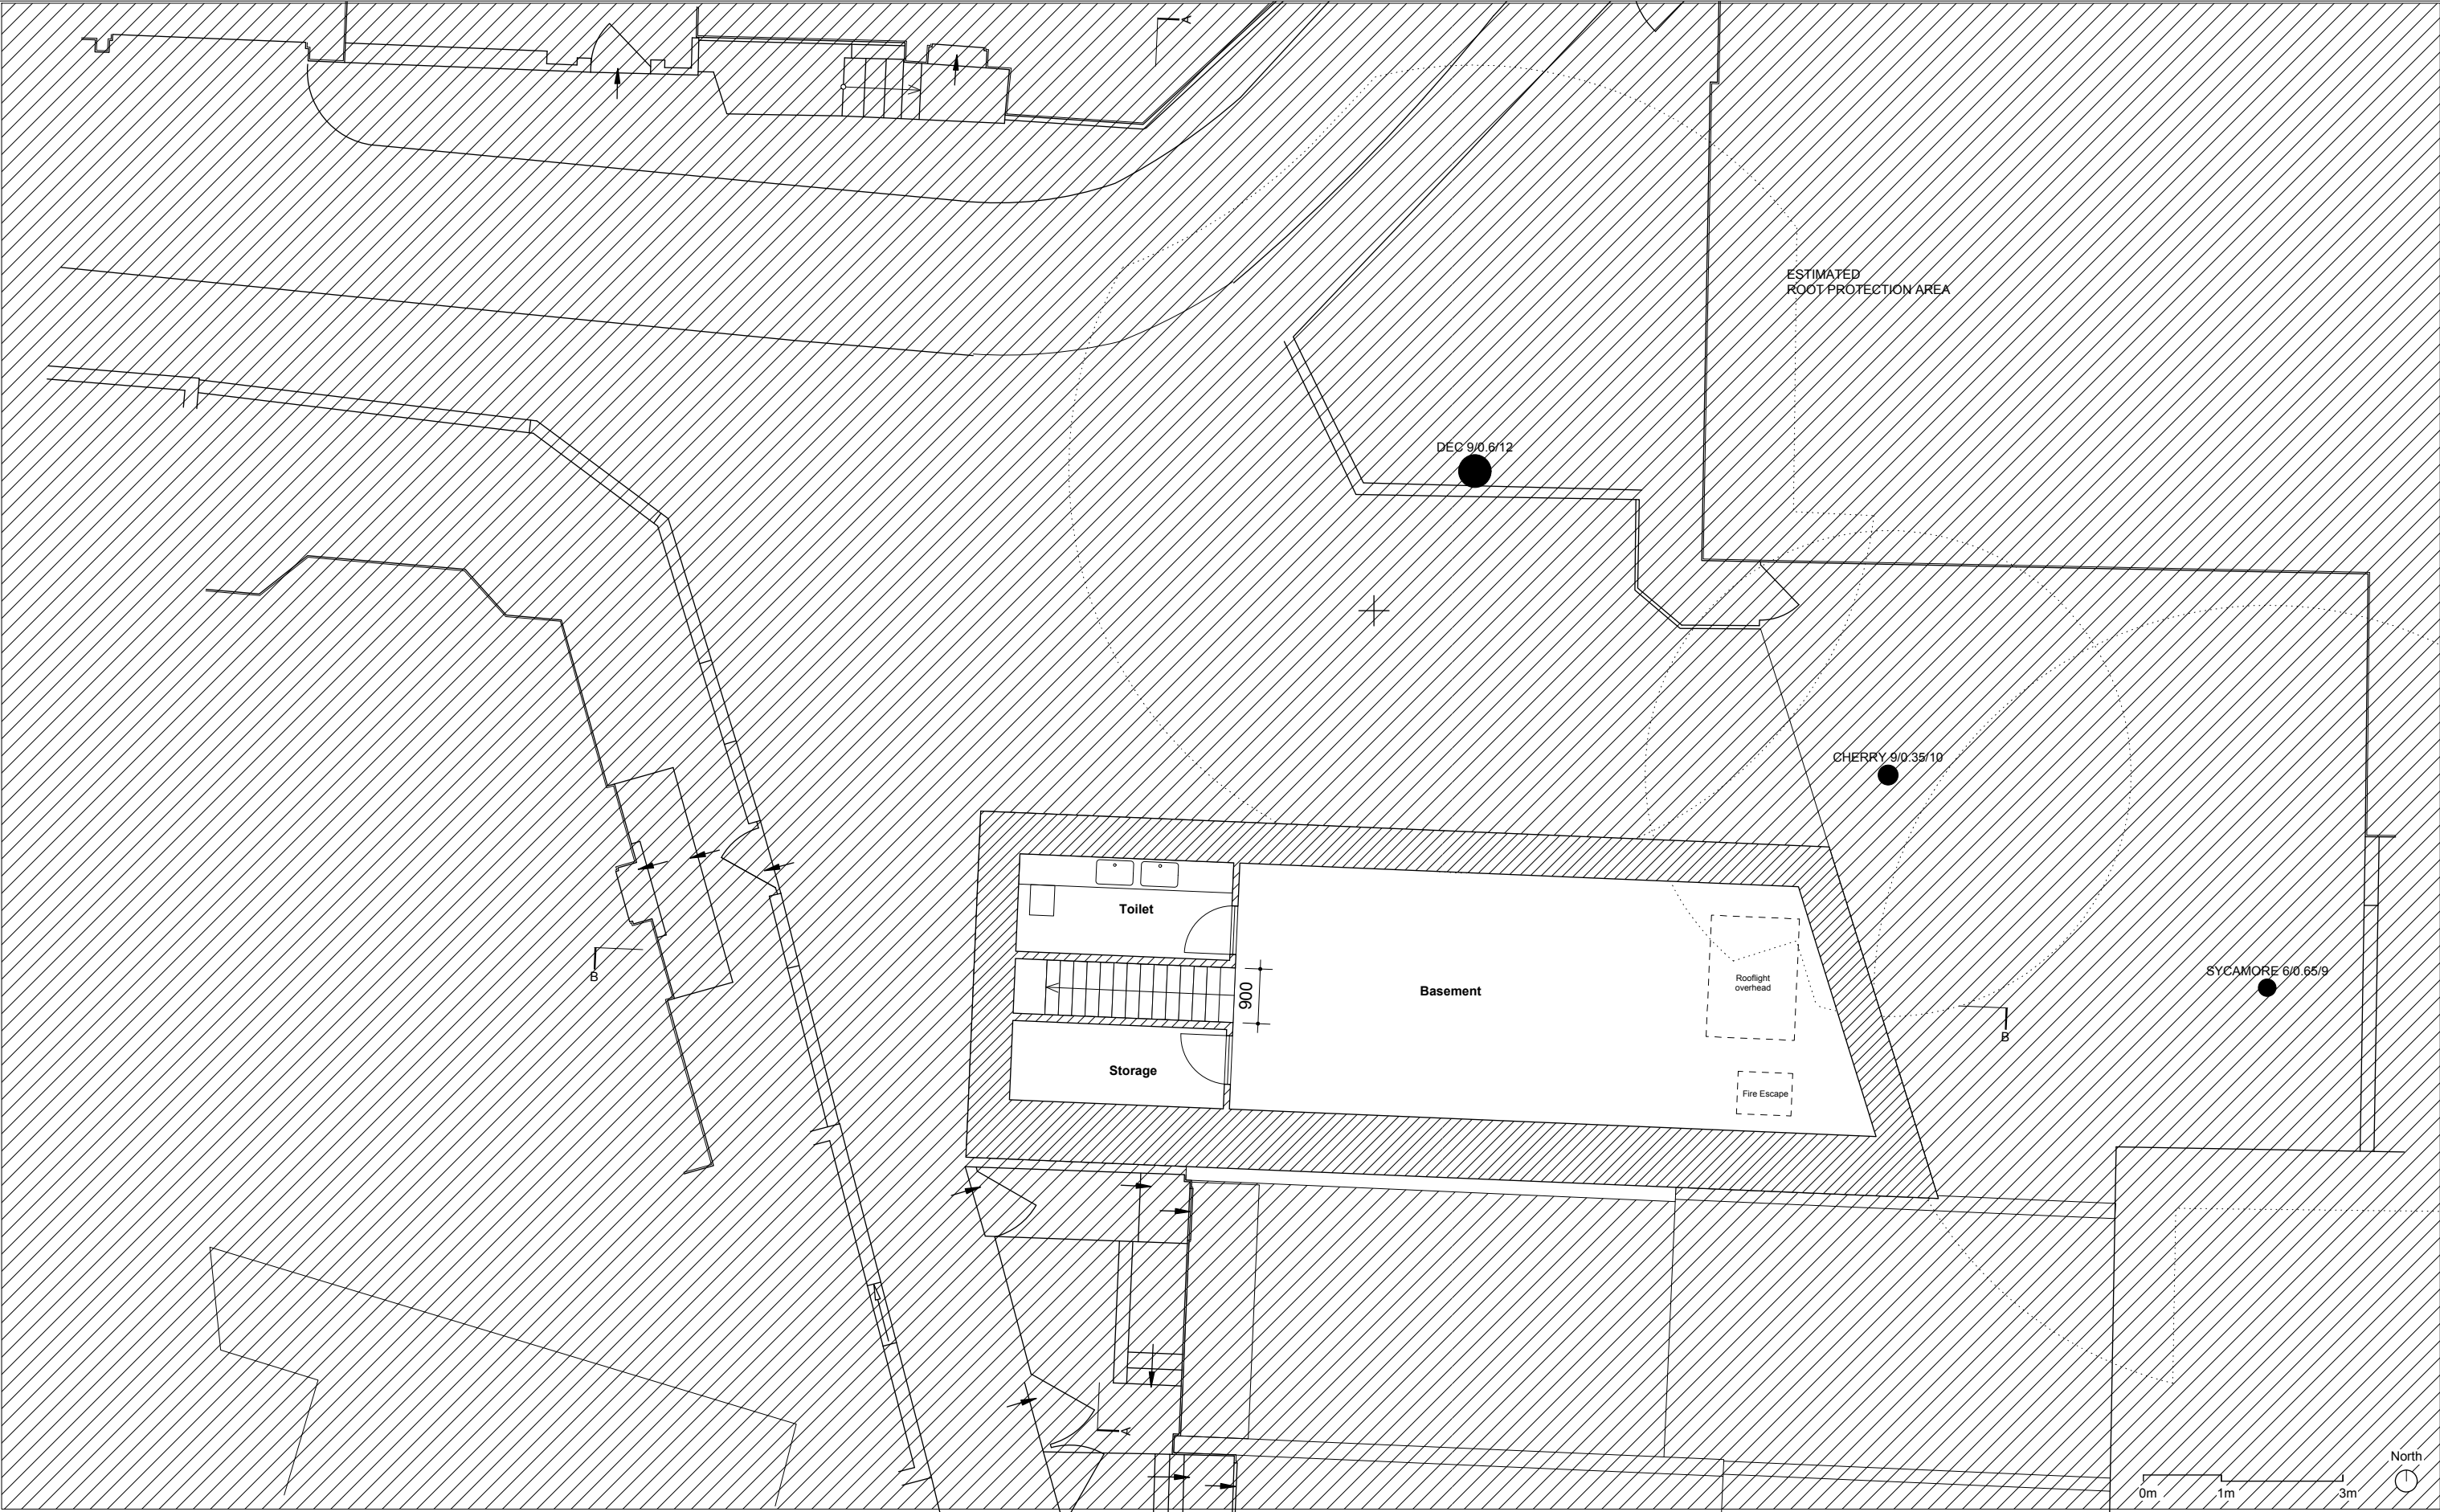 A
ESTIMATED
ROOT PROTECTION AREA
DEC 9/0.6/12
CHERRY 9/0.35/10
Toilet
B
SYCAMORE 6/0.65/9
Rooflight
overhead
Basement
900
B
Storage
Fire Escape
A
North
0m 1m 3m